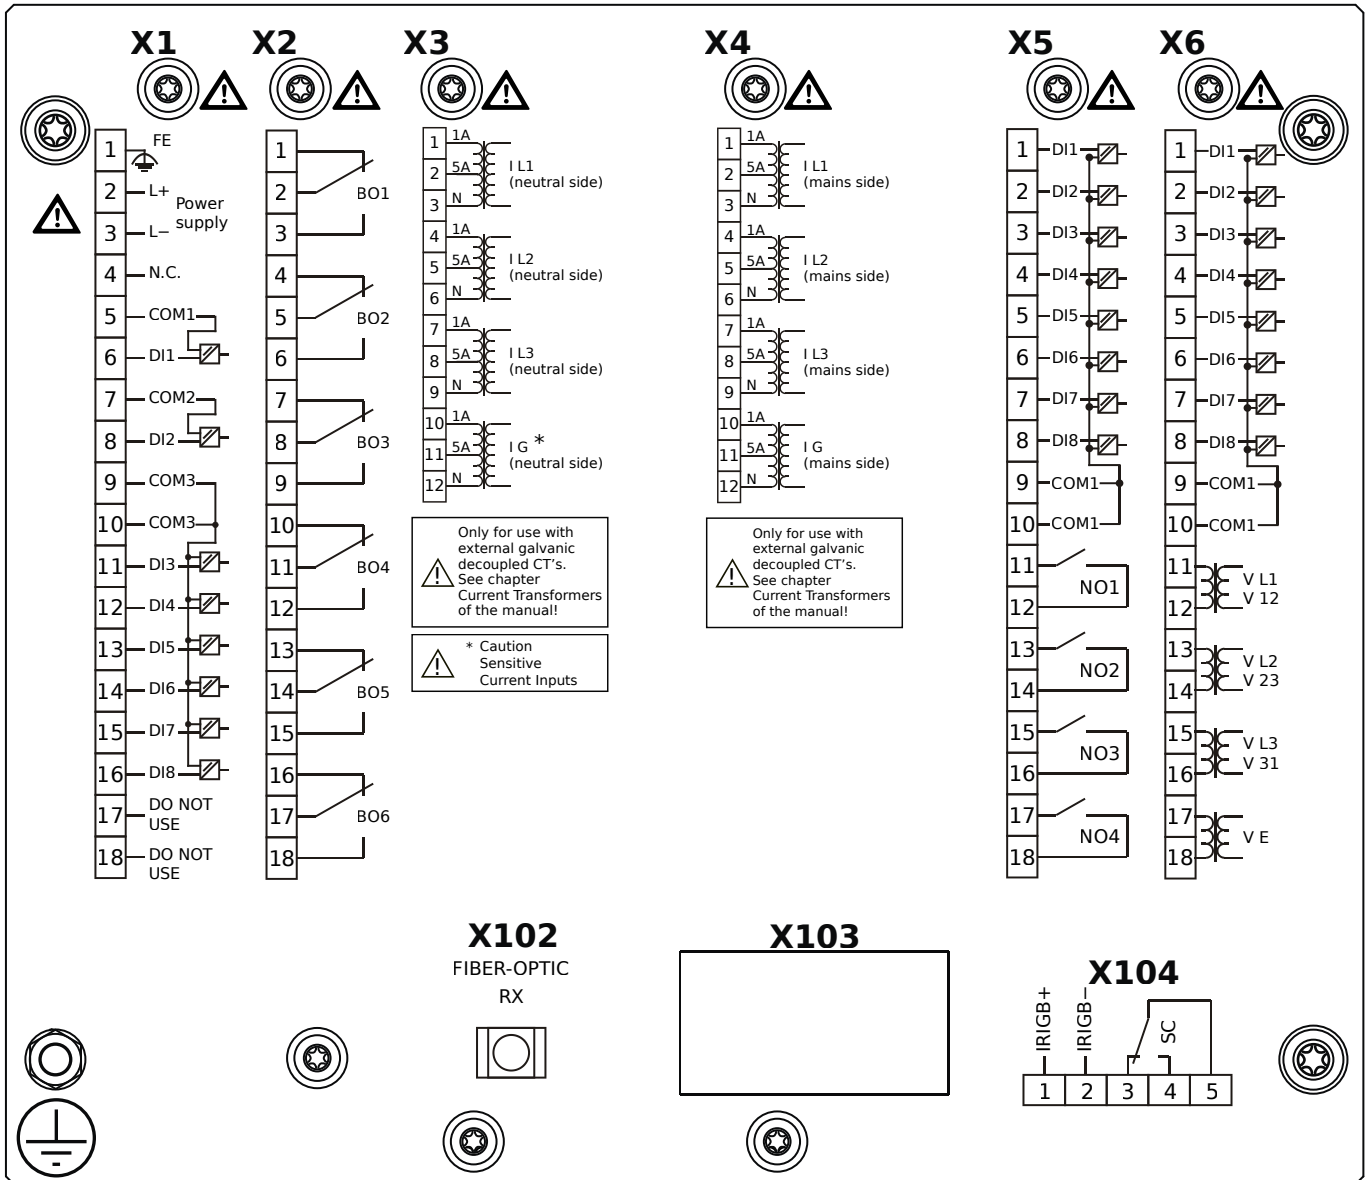 X1
X2
X3
X4
X5
X6
1
FE
2
L+
Power
supply
3
L−
4
N.C.
5
COM1
6
DI1
7
COM2
8
DI2
9
COM3
10
COM3
11
DI3
12
DI4
13
DI5
14
DI6
15
DI7
16
DI8
17
DO NOT
USE
18
DO NOT
USE
1
2
BO1
3
4
5
BO2
6
7
8
BO3
9
10
11
BO4
12
13
14
BO5
15
16
17
BO6
18
1
1A
2
5A
I L1
(neutral side)
3
N
4
1A
5
5A
I L2
(neutral side)
6
N
7
1A
8
5A
I L3
(neutral side)
9
N
10
1A
11
5A
I G *
(neutral side)
12
N
Only for use with
external galvanic
decoupled CT’s.
See chapter
Current Transformers
of the manual!
* Caution
Sensitive
Current Inputs
1
1A
2
5A
I L1
(mains side)
3
N
4
1A
5
5A
I L2
(mains side)
6
N
7
1A
8
5A
I L3
(mains side)
9
N
10
1A
11
5A
I G
(mains side)
12
N
Only for use with
external galvanic
decoupled CT’s.
See chapter
Current Transformers
of the manual!
1
DI1
2
DI2
3
DI3
4
DI4
5
DI5
6
DI6
7
DI7
8
DI8
9
COM1
10
COM1
11
NO1
12
13
NO2
14
15
NO3
16
17
NO4
18
1
DI1
2
DI2
3
DI3
4
DI4
5
DI5
6
DI6
7
DI7
8
DI8
9
COM1
10
COM1
11
V L1
V 12
12
13
V L2
V 23
14
15
V L3
V 31
16
17
V E
18
X102
FIBER-OPTIC
RX
X103
X104
IRIGB+
IRIGB−
SC
1
2
3
4
5